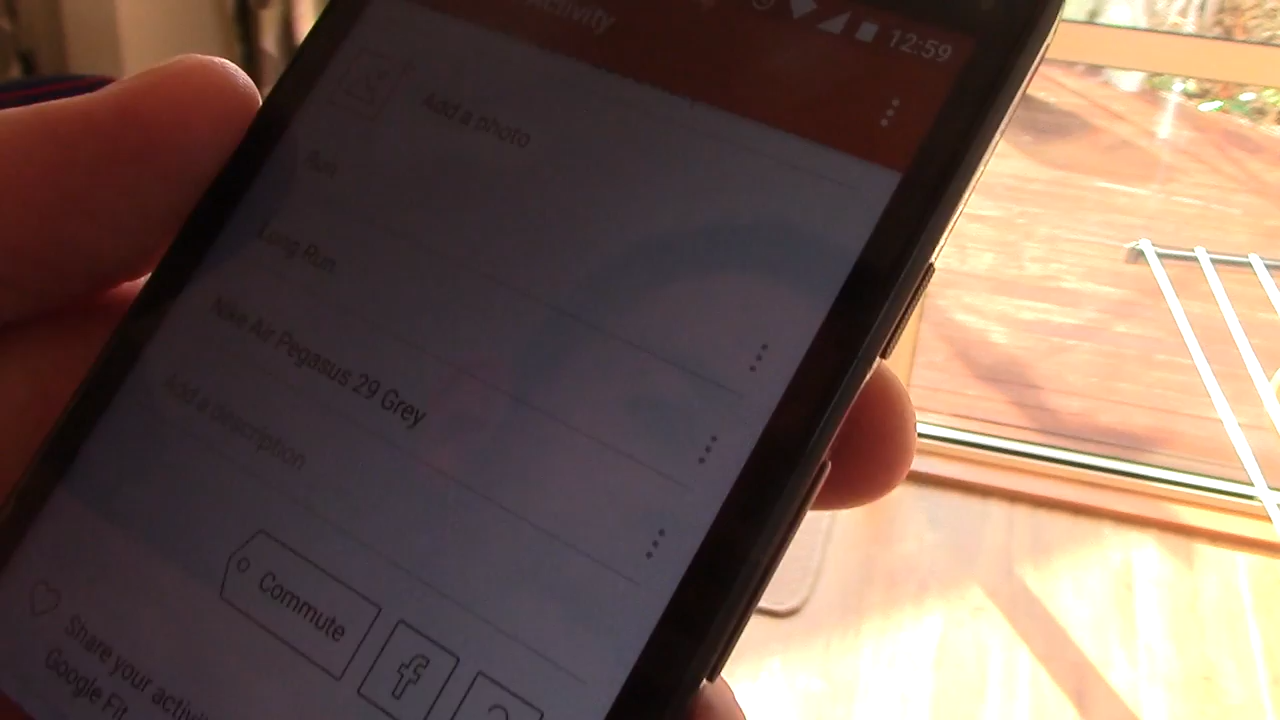 12:59
Add a photo
Run
Long Run
Nike Air Pegasus 29 Grey
Add a description
Commute
f
Share your
Google Fit